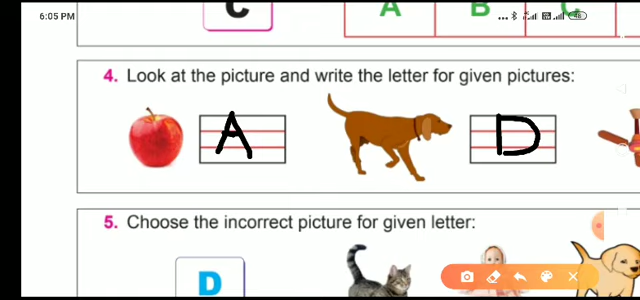 C A B C
6:05 PM 48
4. Look at the picture and write the letter for given pictures:
A D
5. Choose the incorrect picture for given letter:
D